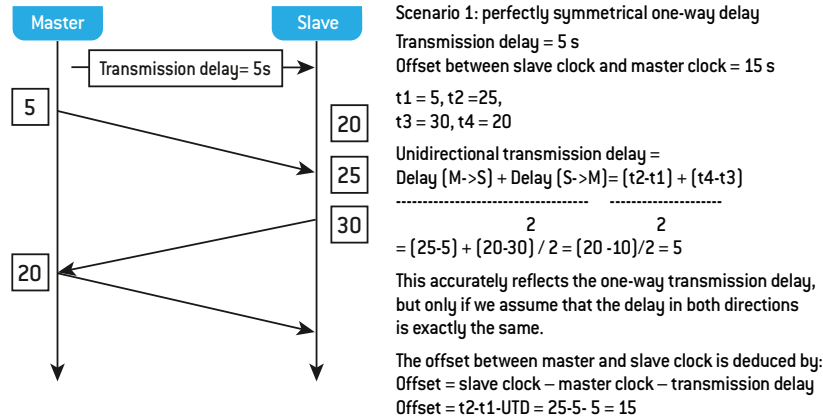 Master
Slave
Transmission delay= 5s
5
20
25
30
20
Scenario 1: perfectly symmetrical one-way delay
Transmission delay = 5 s
Offset between slave clock and master clock = 15 s
t1 = 5, t2 =25,
t3 = 30, t4 = 20
Unidirectional transmission delay =
Delay (M->S) + Delay (S->M)= (t2-t1) + (t4-t3)
------------------------------------ ---------------------
2 2
= (25-5) + (20-30) / 2 = (20 -10)/2 = 5
This accurately reflects the one-way transmission delay,
but only if we assume that the delay in both directions
is exactly the same.
The offset between master and slave clock is deduced by:
Offset = slave clock – master clock – transmission delay
Offset = t2-t1-UTD = 25-5- 5 = 15